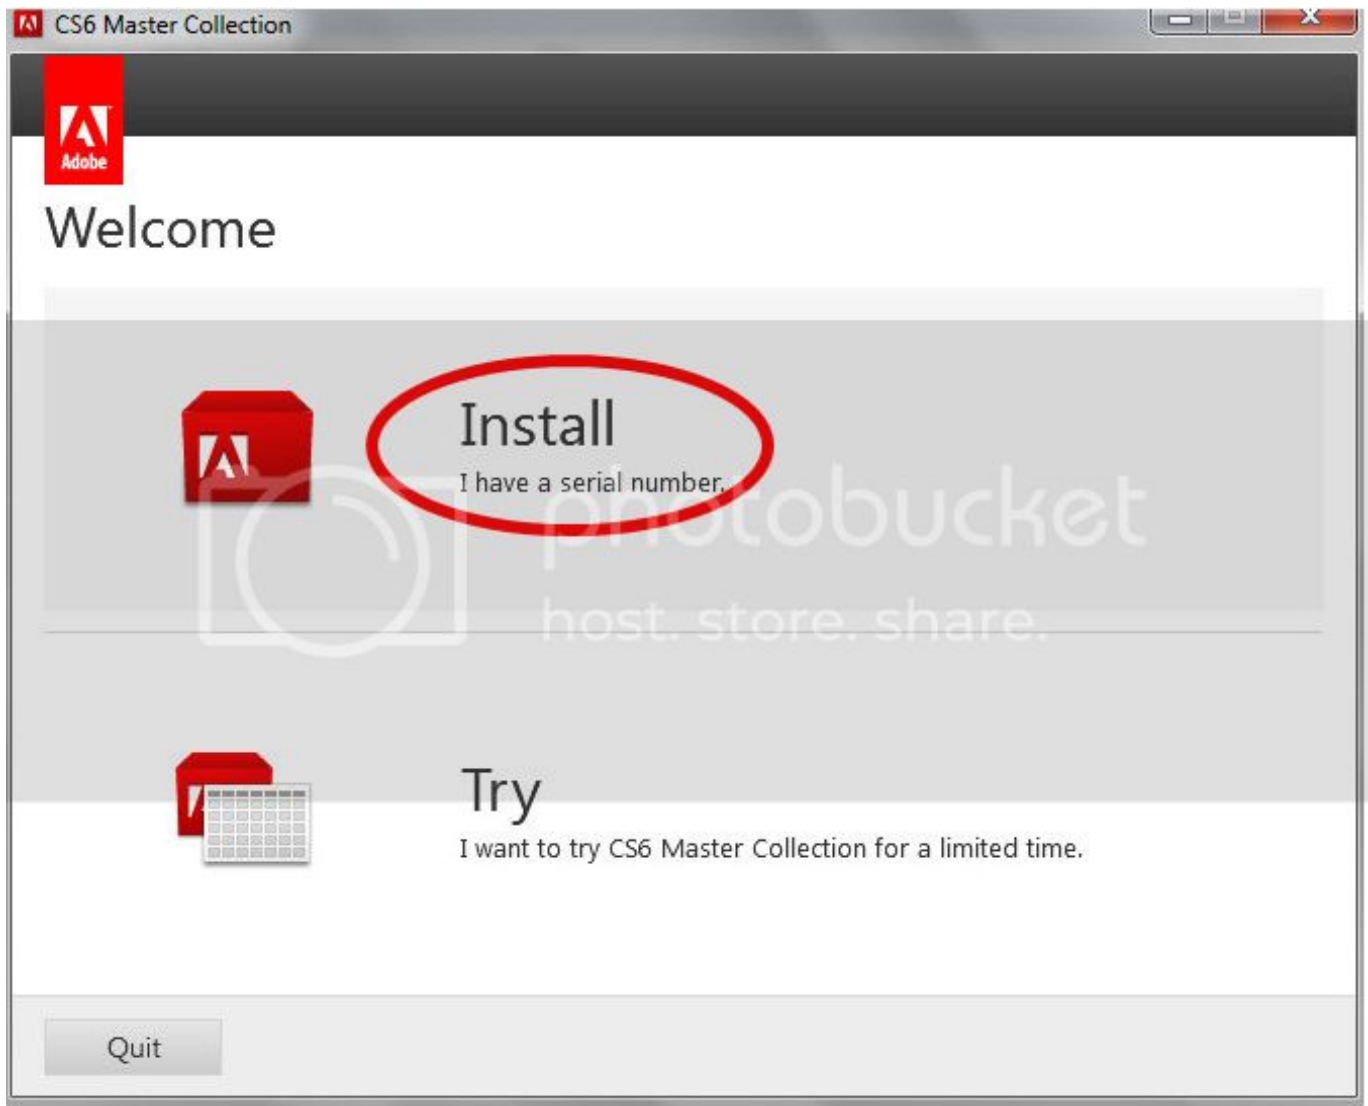 CS6 Master Collection
Adobe
Welcome
Install
I have a serial number.
photobucket
host. store. share.
Try
I want to try CS6 Master Collection for a limited time.
Quit